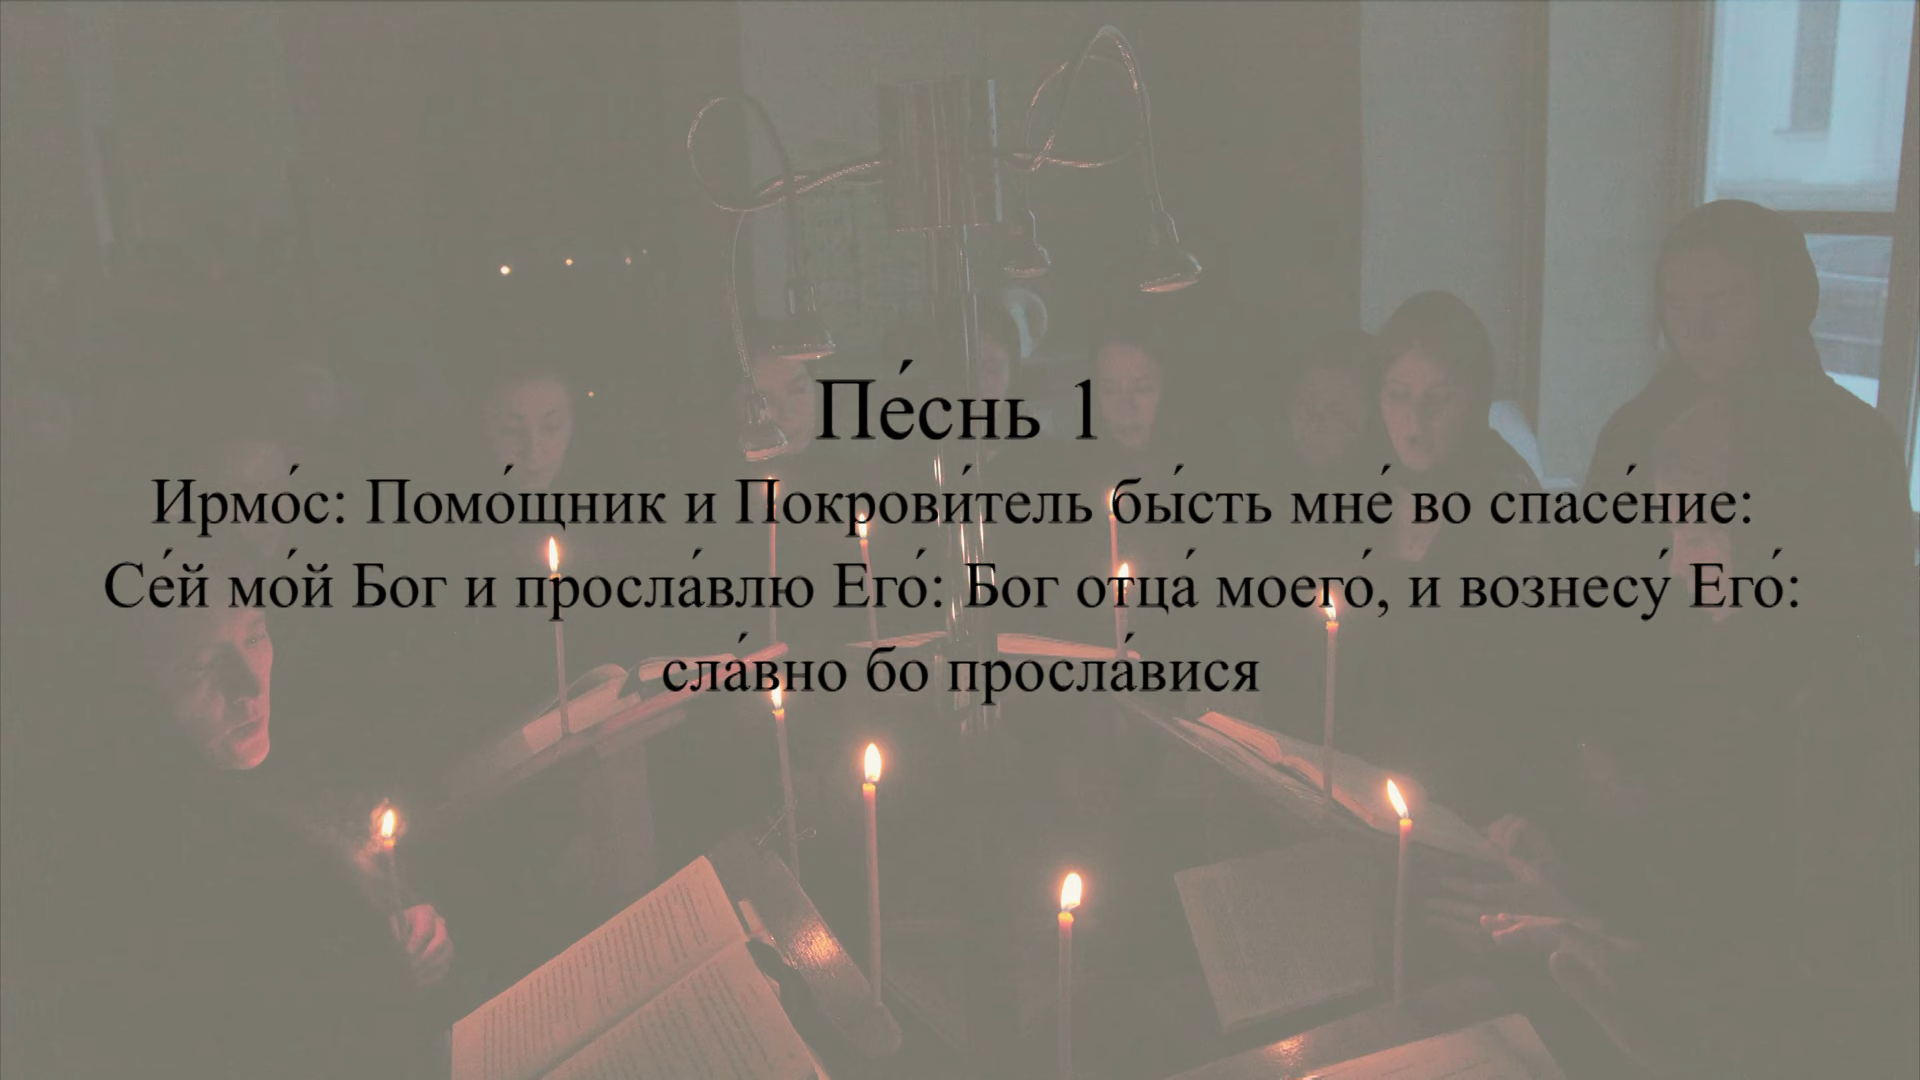 Пе́снь 1
Ирмо́с: Помо́щник и Покрови́тель бы́сть мне́ во спасе́ние:
Се́й мо́й Бог и просла́влю Его́: Бог отца́ моего́, и вознесу́ Его́:
сла́вно бо просла́вися